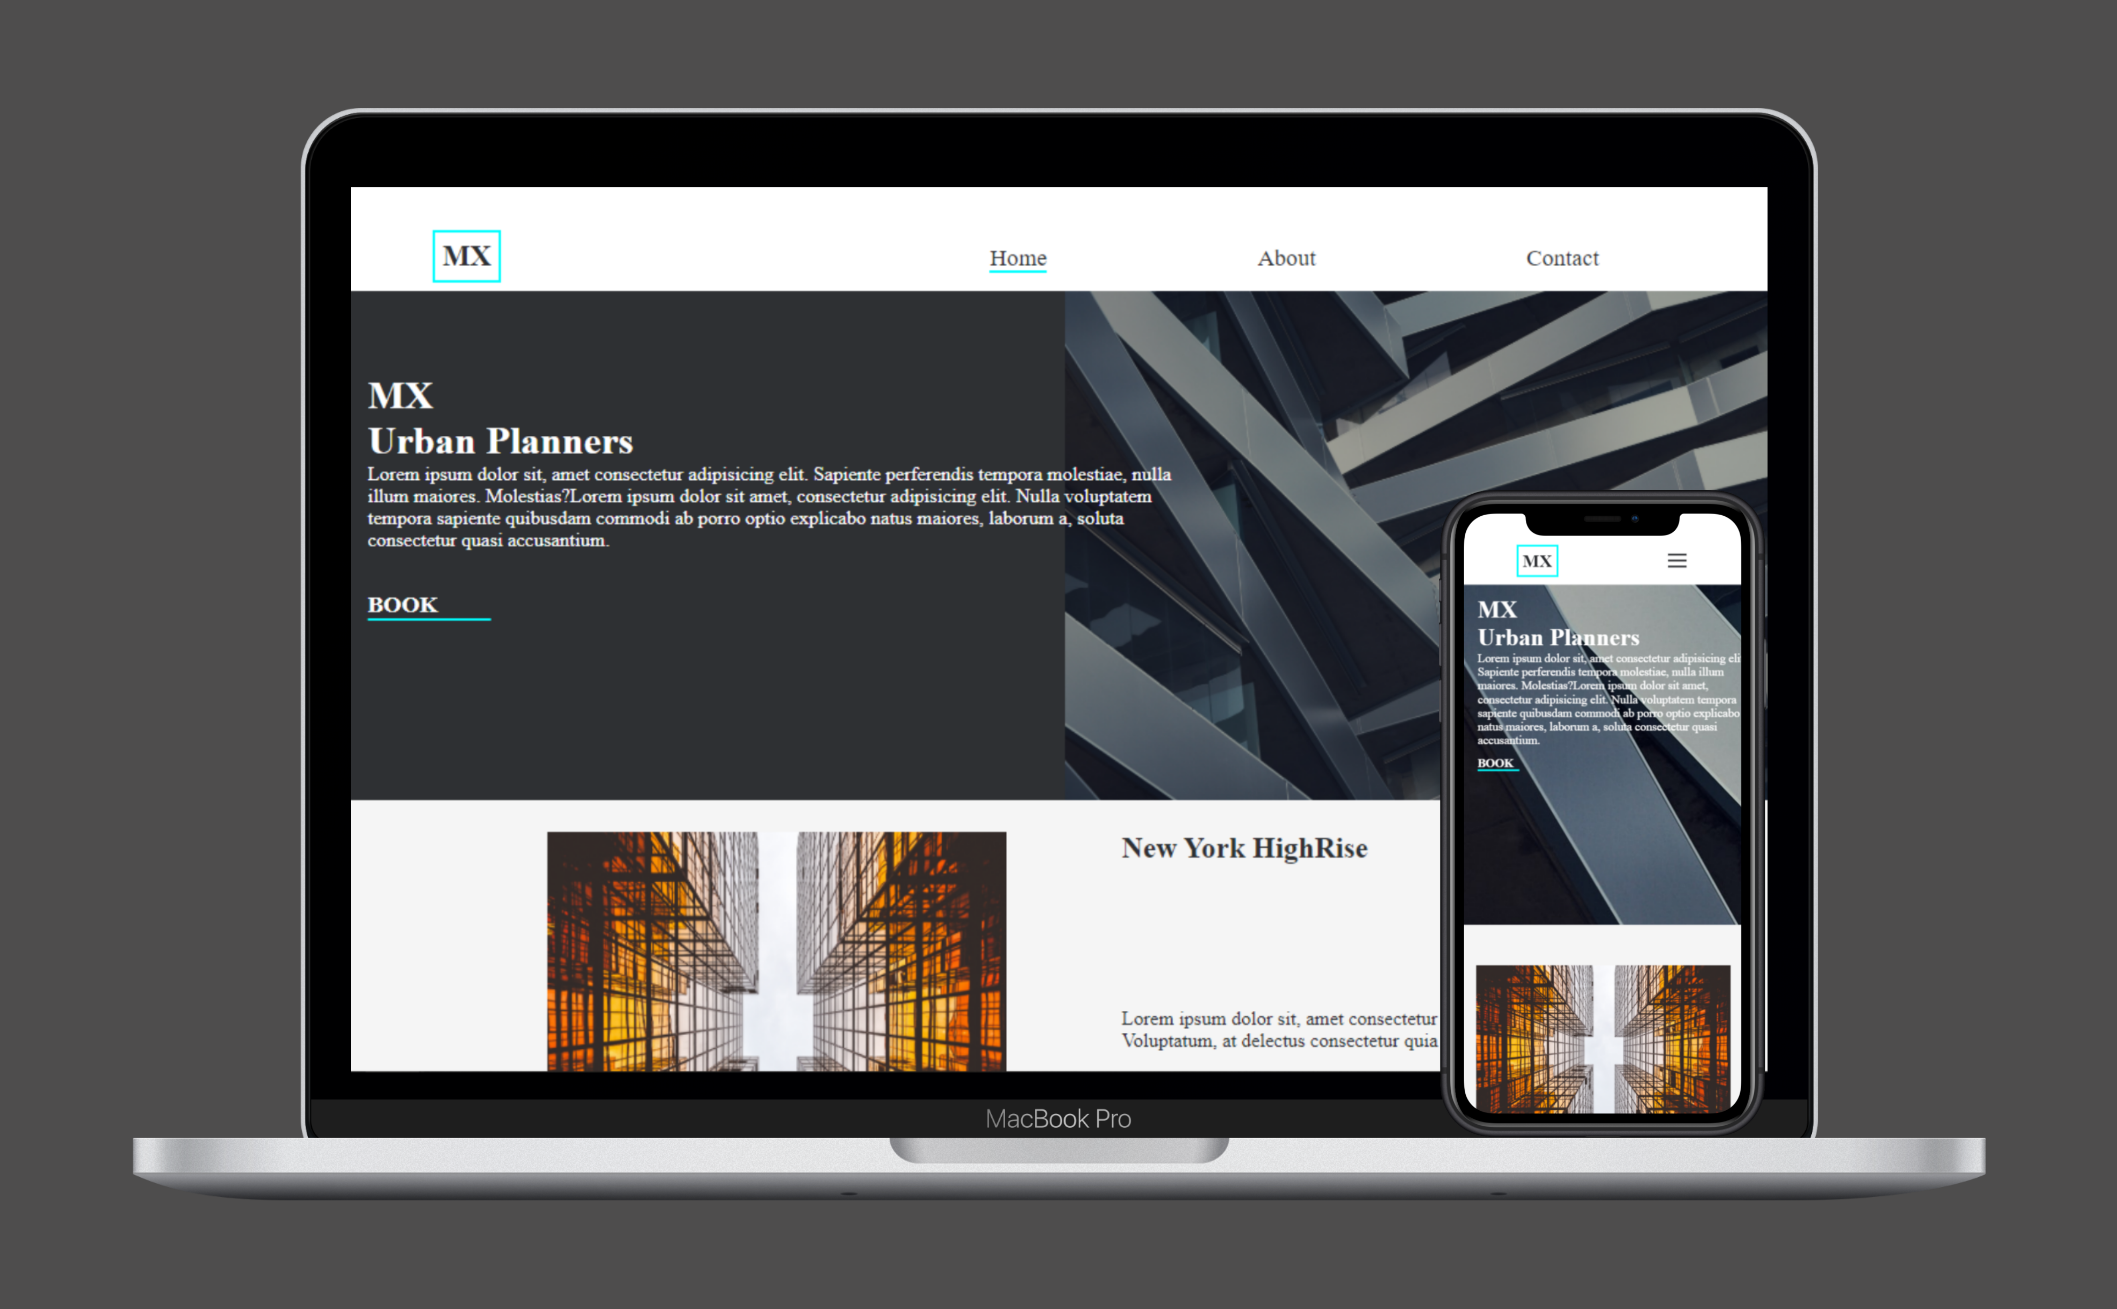 MX
Home
About
Contact
MX
Urban Planners
Lorem ipsum dolor sit, amet consectetur adipisicing elit. Sapiente perferendis tempora molestiae, nulla
illum maiores. Molestias?Lorem ipsum dolor sit amet, consectetur adipisicing elit. Nulla voluptatem
tempora sapiente quibusdam commodi ab porro optio explicabo natus maiores, laborum a, soluta
consectetur quasi accusantium.
BOOK
New York HighRise
Lorem ipsum dolor sit, amet consectetur
Voluptatum, at delectus consectetur quia
MX
MX
Urban Planners
Lorem ipsum dolor sit, amet consectetur adipisicing eli
Sapiente perferendis tempora molestiae, nulla illum
maiores. Molestias?Lorem ipsum dolor sit amet,
consectetur adipisicing elit. Nulla voluptatem tempora
sapiente quibusdam commodi ab porro optio explicabo
natus maiores, laborum a, soluta consectetur quasi
accusantium.
BOOK
MacBook Pro